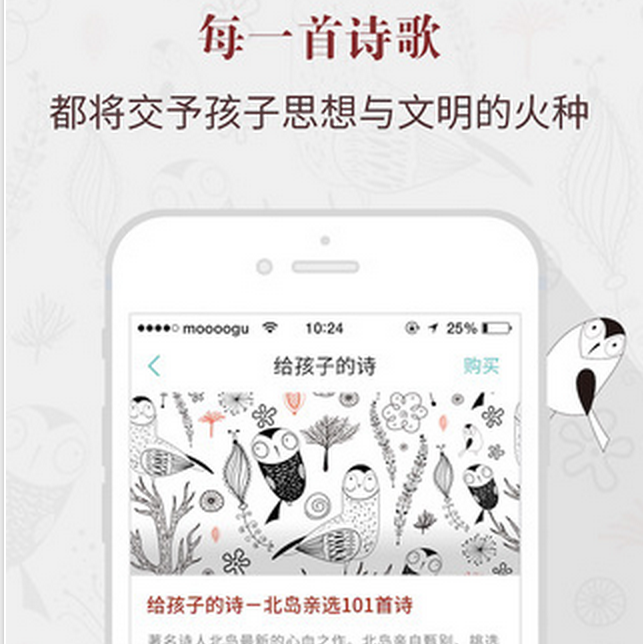 每一首诗歌
都将交予孩子思想与文明的火种
moooogu 10:24 25%
给孩子的诗 购买
给孩子的诗－北岛亲选101首诗
著名诗人北岛最新的心血之作。北岛亲自甄别、挑选